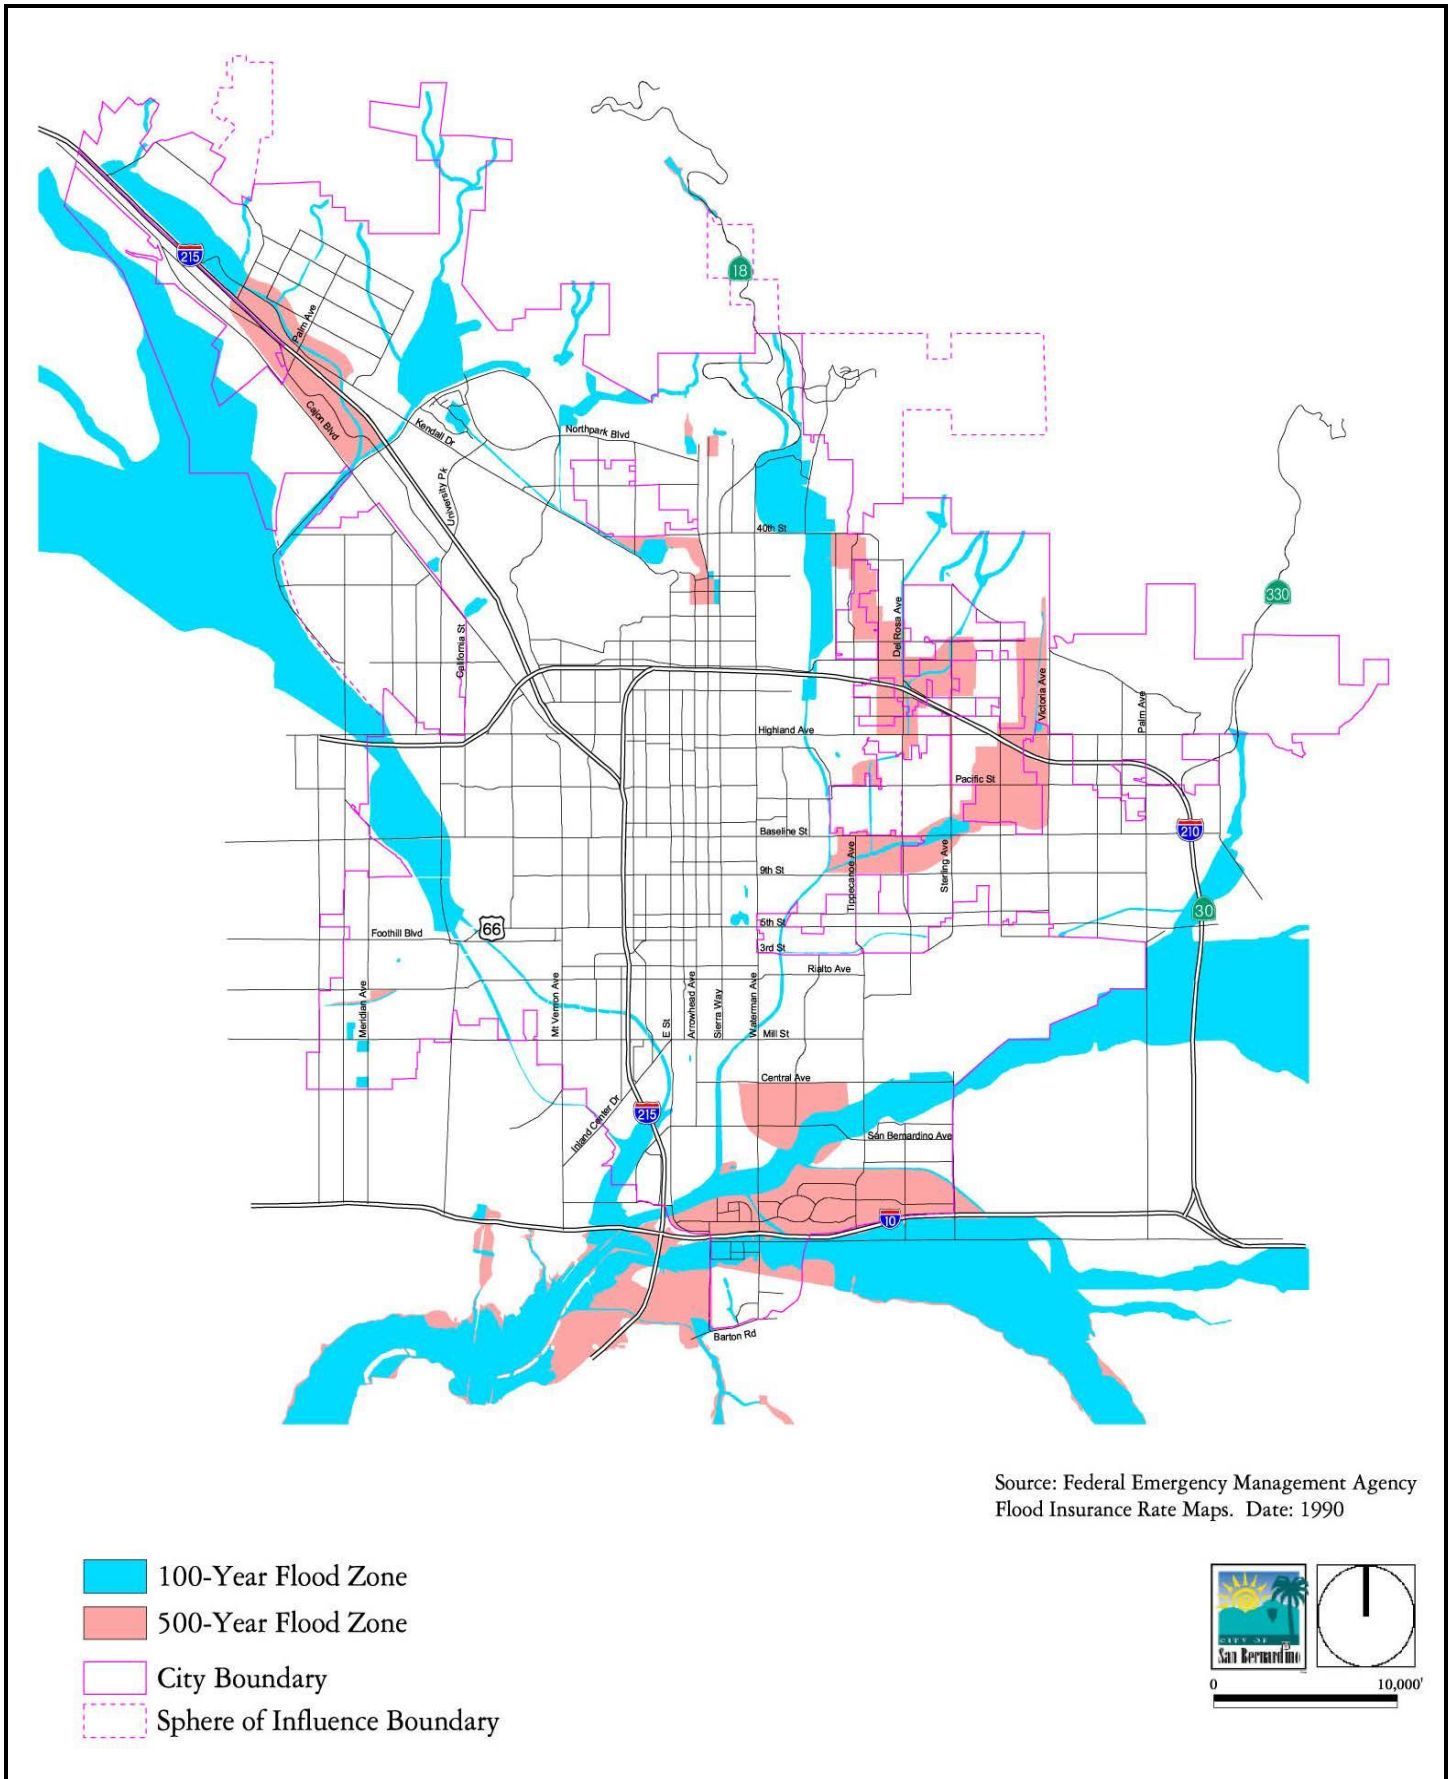 215
18
Palm Ave
Cajon Blvd
Kendall Dr
Northpark Blvd
University Pk
40th St
330
Del Rosa Ave
California St
Victoria Ave
Palm Ave
Highland Ave
Pacific St
Baseline St
210
9th St
Tippecanoe Ave
Sterling Ave
30
5th St
66
Foothill Blvd
3rd St
Rialto Ave
Meridian Ave
Mt Vernon Ave
E St
Arrowhead Ave
Sierra Way
Waterman Ave
Mill St
Central Ave
Inland Center Dr
215
San Bernardino Ave
10
Barton Rd
Source: Federal Emergency Management Agency
Flood Insurance Rate Maps. Date: 1990
100-Year Flood Zone
500-Year Flood Zone
City Boundary
Sphere of Influence Boundary
CITY OF
San Bernardino
0 10,000'